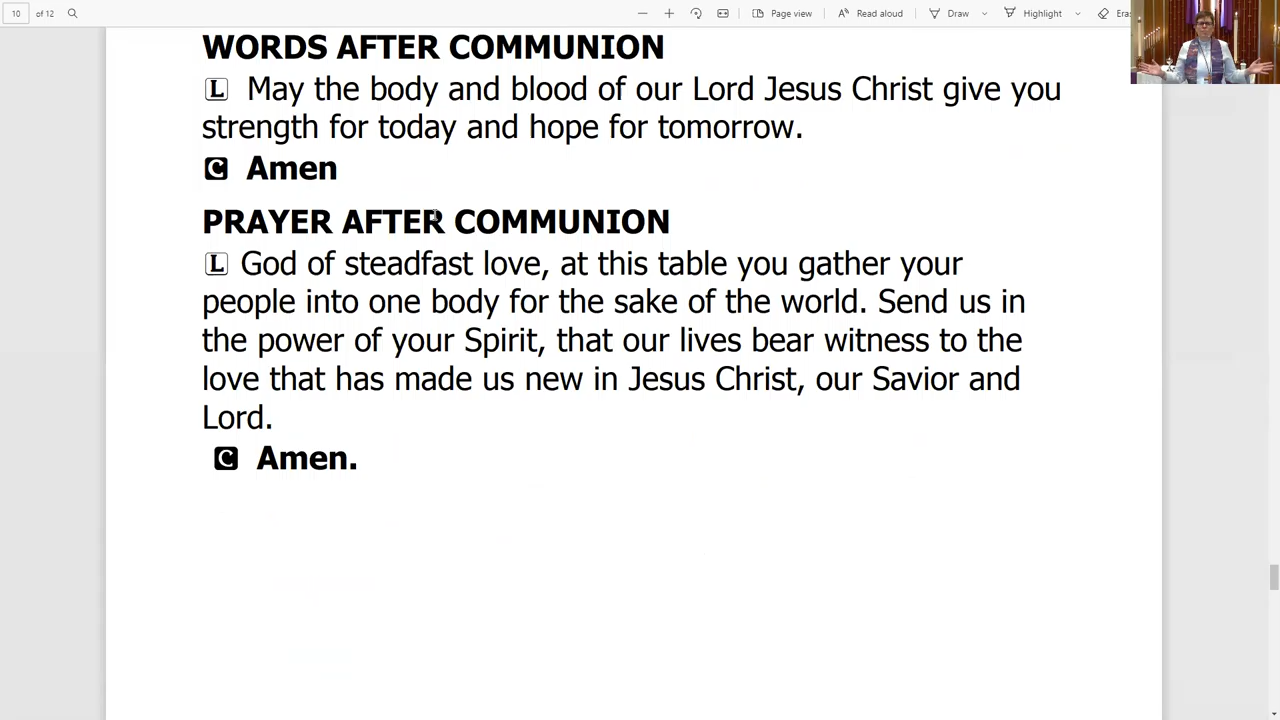 10 of 12 Page view Read aloud Draw Highlight Eras
WORDS AFTER COMMUNION
L May the body and blood of our Lord Jesus Christ give you
strength for today and hope for tomorrow.
C Amen
PRAYER AFTER COMMUNION
L God of steadfast love, at this table you gather your
people into one body for the sake of the world. Send us in
the power of your Spirit, that our lives bear witness to the
love that has made us new in Jesus Christ, our Savior and
Lord.
C Amen.